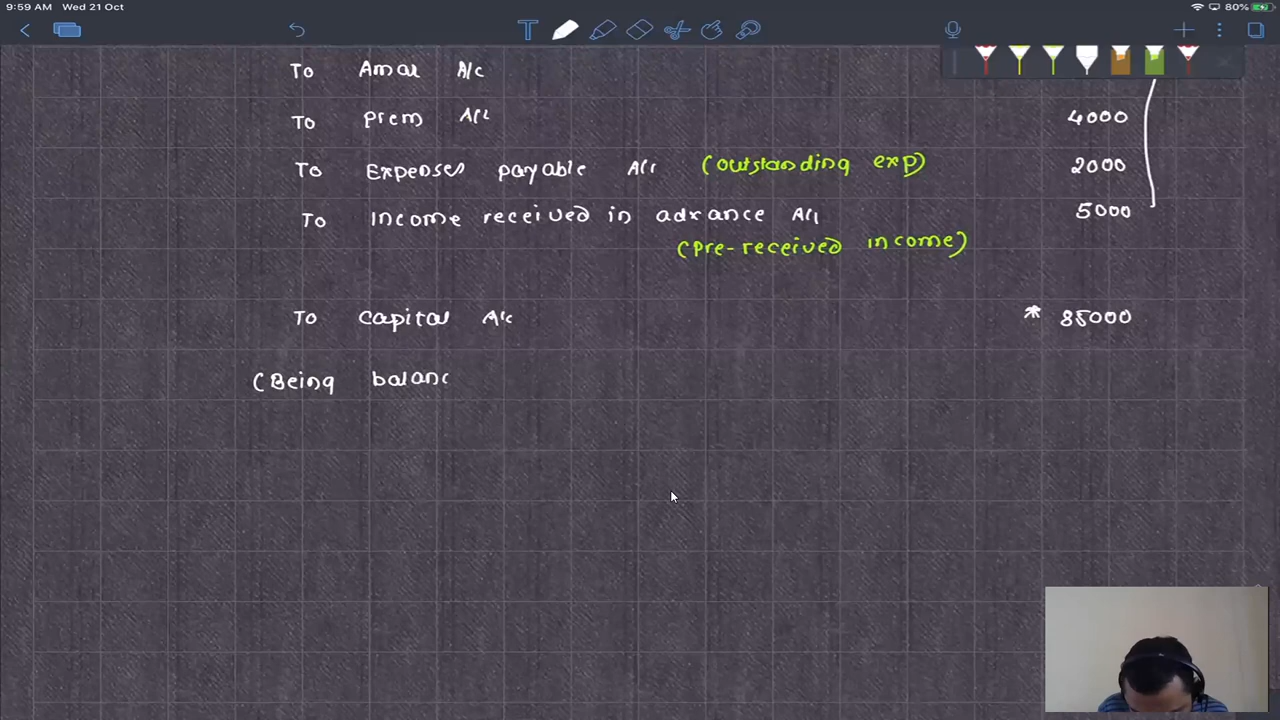 9:59 AM Wed 21 Oct
80%
To Amar A/c
To Prem A/c 4000
To Expenses payable A/c (outstanding exp) 2000
To Income received in advance A/c 5000
(Pre-received income)
To Capital A/c * 85000
(Being balanc